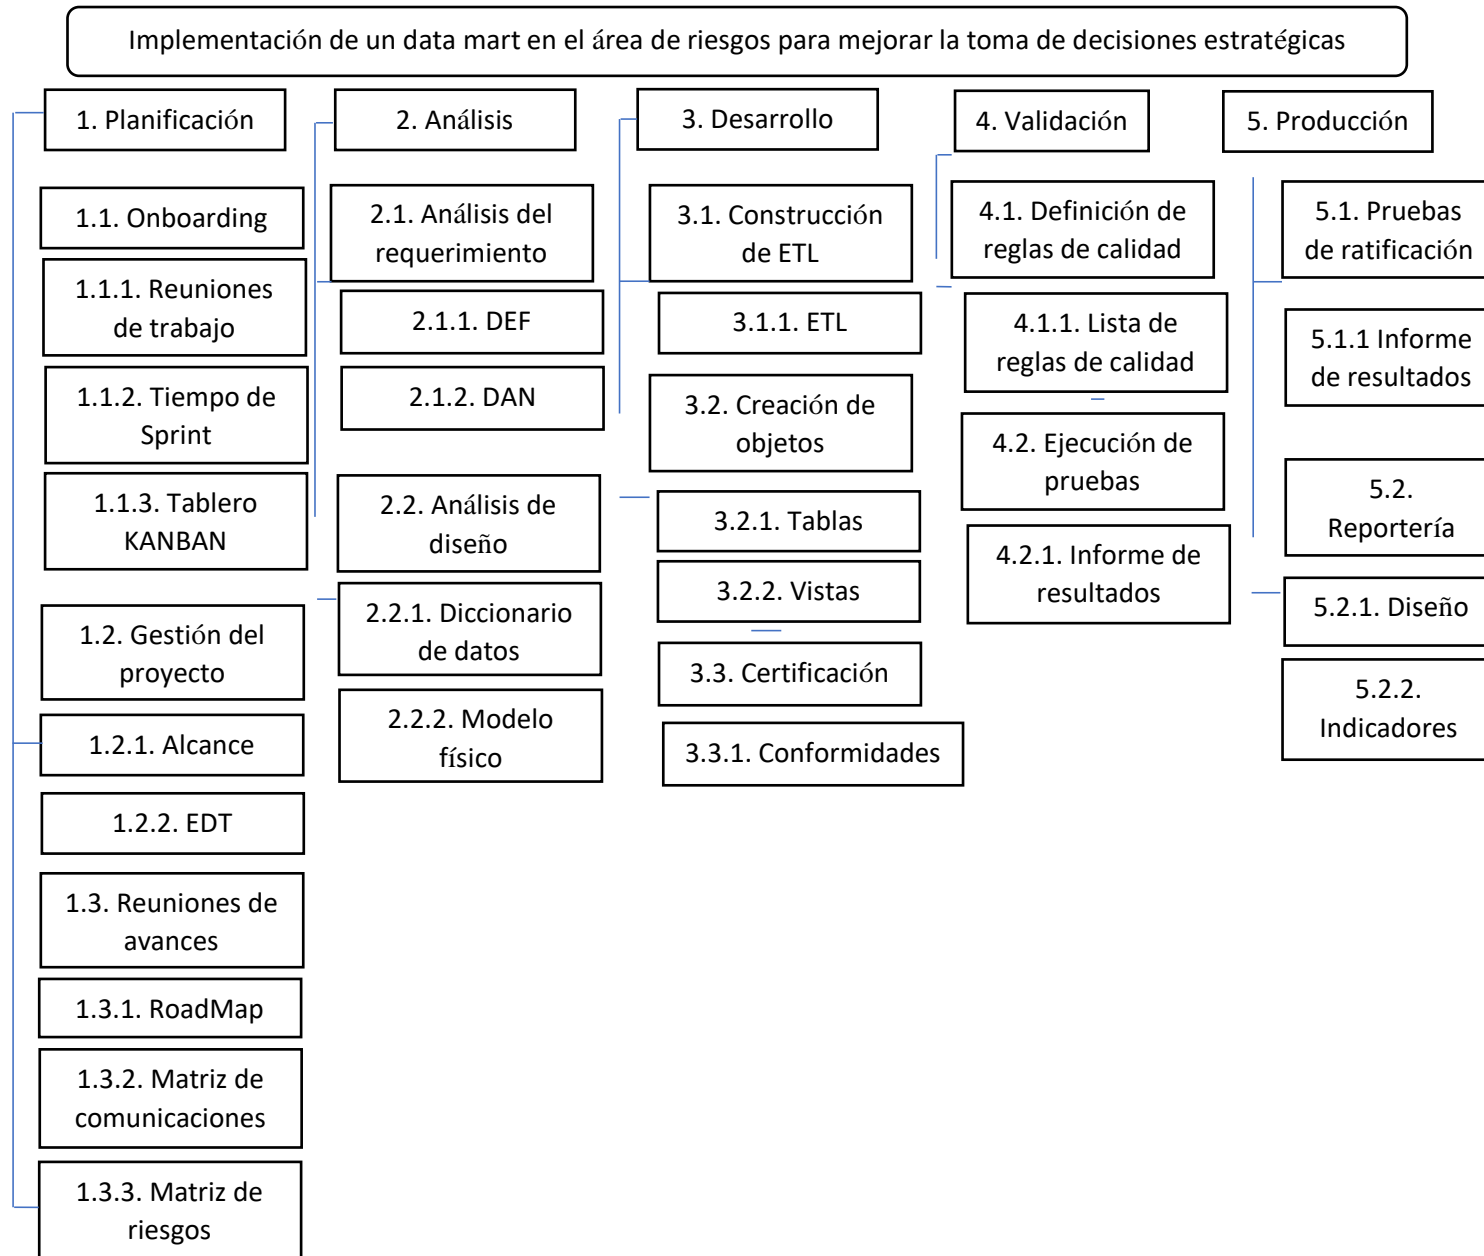 Implementación de un data mart en el área de riesgos para mejorar la toma de decisiones estratégicas
1. Planificación
1.1. Onboarding
1.1.1. Reuniones
de trabajo
1.1.2. Tiempo de
Sprint
1.1.3. Tablero
KANBAN
1.2. Gestión del
proyecto
1.2.1. Alcance
1.2.2. EDT
1.3. Reuniones de
avances
1.3.1. RoadMap
1.3.2. Matriz de
comunicaciones
1.3.3. Matriz de
riesgos
2. Análisis
2.1. Análisis del
requerimiento
2.1.1. DEF
2.1.2. DAN
2.2. Análisis de
diseño
2.2.1. Diccionario
de datos
2.2.2. Modelo
físico
3. Desarrollo
3.1. Construcción
de ETL
3.1.1. ETL
3.2. Creación de
objetos
3.2.1. Tablas
3.2.2. Vistas
3.3. Certificación
3.3.1. Conformidades
4. Validación
4.1. Definición de
reglas de calidad
4.1.1. Lista de
reglas de calidad
4.2. Ejecución de
pruebas
4.2.1. Informe de
resultados
5. Producción
5.1. Pruebas
de ratificación
5.1.1 Informe
de resultados
5.2.
Reportería
5.2.1. Diseño
5.2.2.
Indicadores